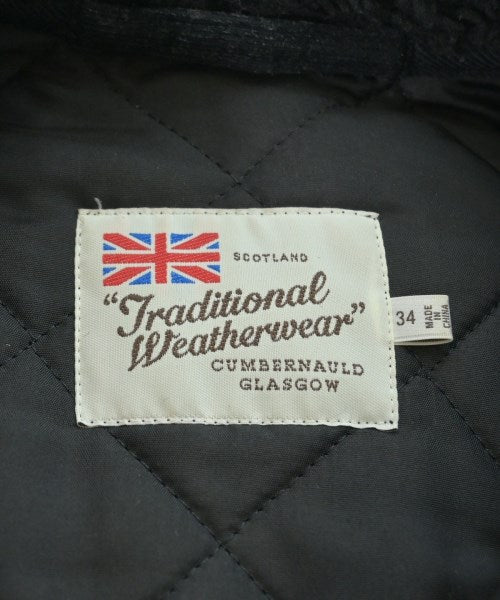 SCOTLAND
"Traditional
Weatherwear"
CUMBERNAULD
GLASGOW
34
MADE
IN
CHINA